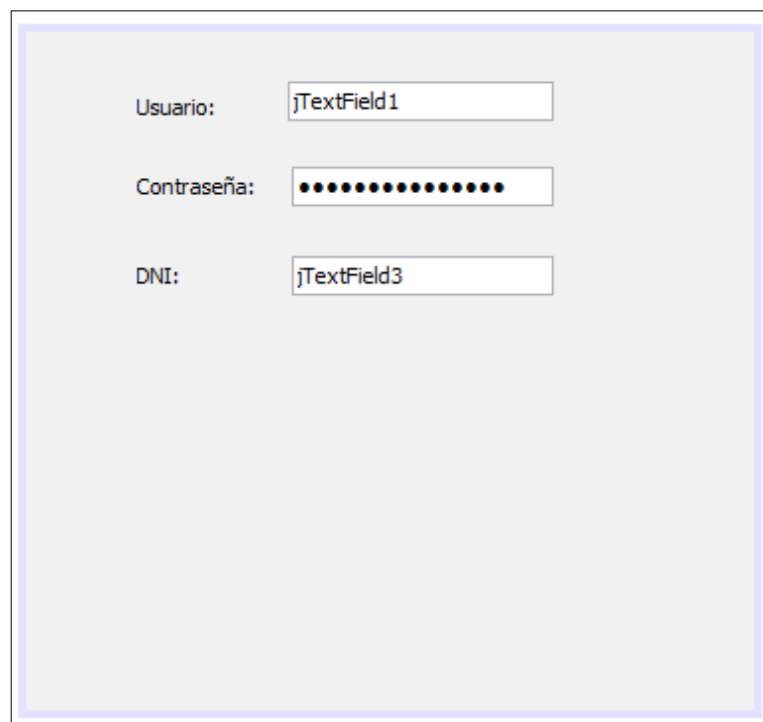 Usuario: jTextField1
Contraseña: •••••••••••••••
DNI: jTextField3